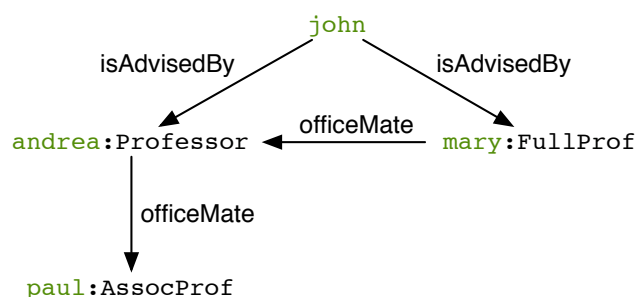 john
isAdvisedBy isAdvisedBy
andrea:Professor officeMate mary:FullProf
officeMate
paul:AssocProf